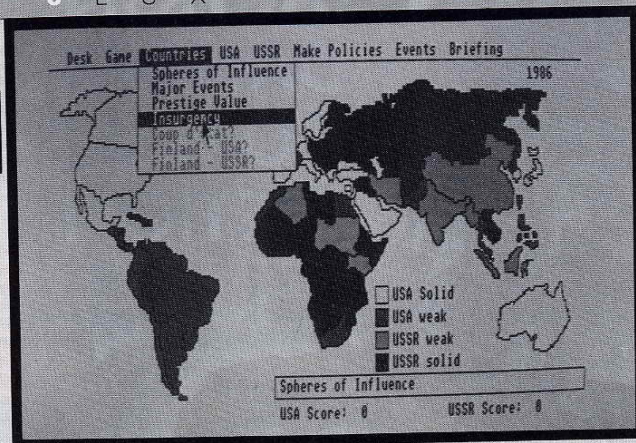 Desk Game Countries USA USSR Make Policies Events Briefing
Spheres of Influence
1986
Major Events
Prestige Value
Insurgency
Coup d'Etat?
Finland - USA?
Finland - USSR?
USA Solid
USA weak
USSR weak
USSR solid
Spheres of Influence
USA Score: 0 USSR Score: 0